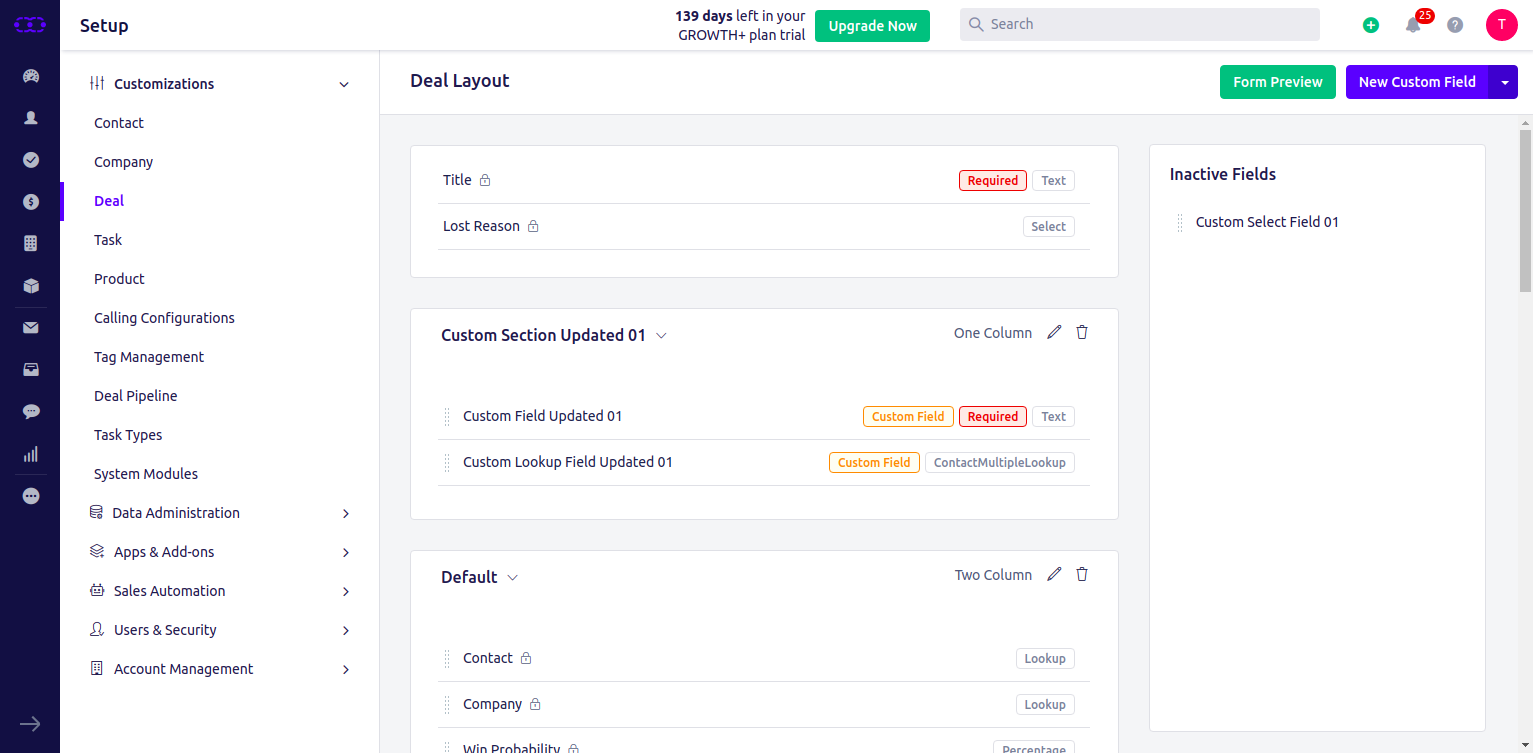 Setup
139 days left in your
GROWTH+ plan trial
Upgrade Now
Search
25
T
Customizations
Contact
Company
Deal
Task
Product
Calling Configurations
Tag Management
Deal Pipeline
Task Types
System Modules
Data Administration
Apps & Add-ons
Sales Automation
Users & Security
Account Management
Deal Layout
Form Preview
New Custom Field
Title Required Text
Lost Reason Select
Custom Section Updated 01 One Column
Custom Field Updated 01 Custom Field Required Text
Custom Lookup Field Updated 01 Custom Field ContactMultipleLookup
Default Two Column
Contact Lookup
Company Lookup
Win Probability Percentage
Inactive Fields
Custom Select Field 01